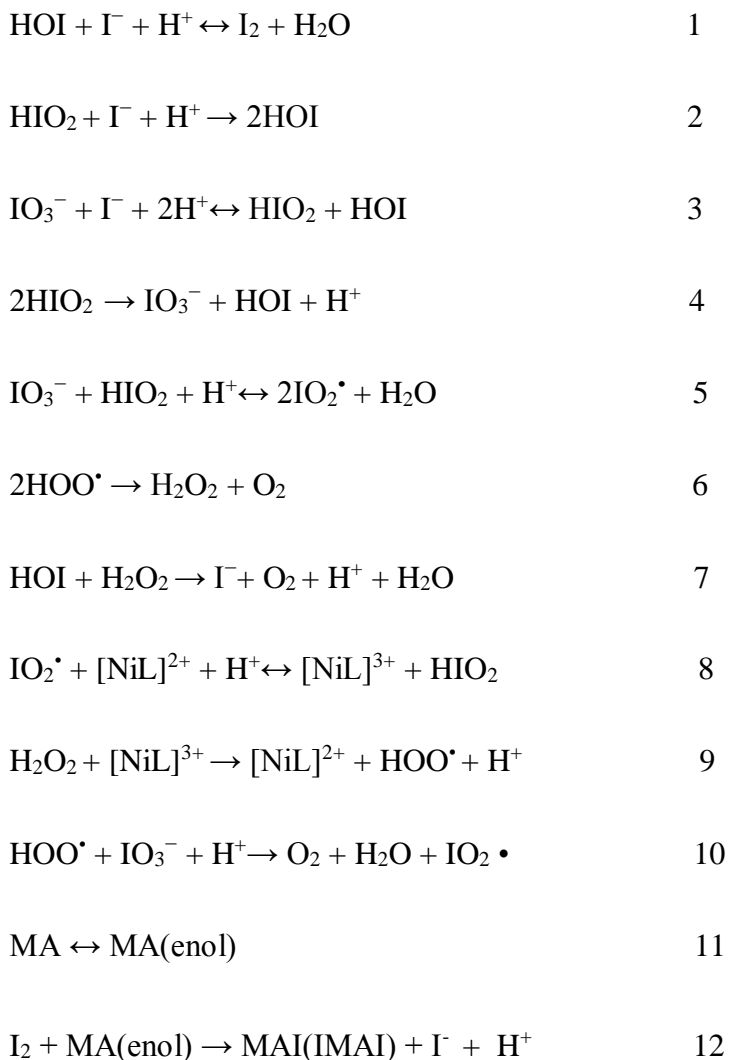 HOI + I⁻ + H⁺ ↔ I₂ + H₂O 1
HIO₂ + I⁻ + H⁺ → 2HOI 2
IO₃⁻ + I⁻ + 2H⁺ ↔ HIO₂ + HOI 3
2HIO₂ → IO₃⁻ + HOI + H⁺ 4
IO₃⁻ + HIO₂ + H⁺ ↔ 2IO₂• + H₂O 5
2HOO• → H₂O₂ + O₂ 6
HOI + H₂O₂ → I⁻ + O₂ + H⁺ + H₂O 7
IO₂• + [NiL]²⁺ + H⁺ ↔ [NiL]³⁺ + HIO₂ 8
H₂O₂ + [NiL]³⁺ → [NiL]²⁺ + HOO• + H⁺ 9
HOO• + IO₃⁻ + H⁺ → O₂ + H₂O + IO₂ • 10
MA ↔ MA(enol) 11
I₂ + MA(enol) → MAI(IMAI) + I⁻ + H⁺ 12